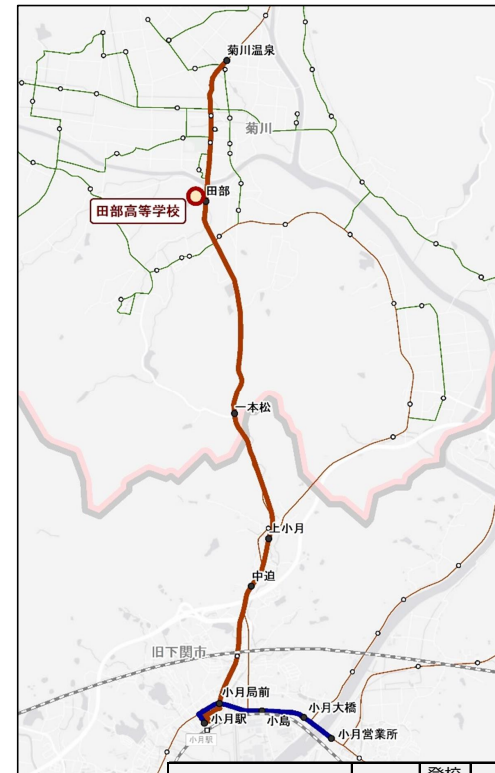 菊川温泉
菊川
田部
田部高等学校
一本松
上小月
中迫
旧下関市
小月局前
小月大橋
小月駅
小島
小月営業所
小月駅
登校